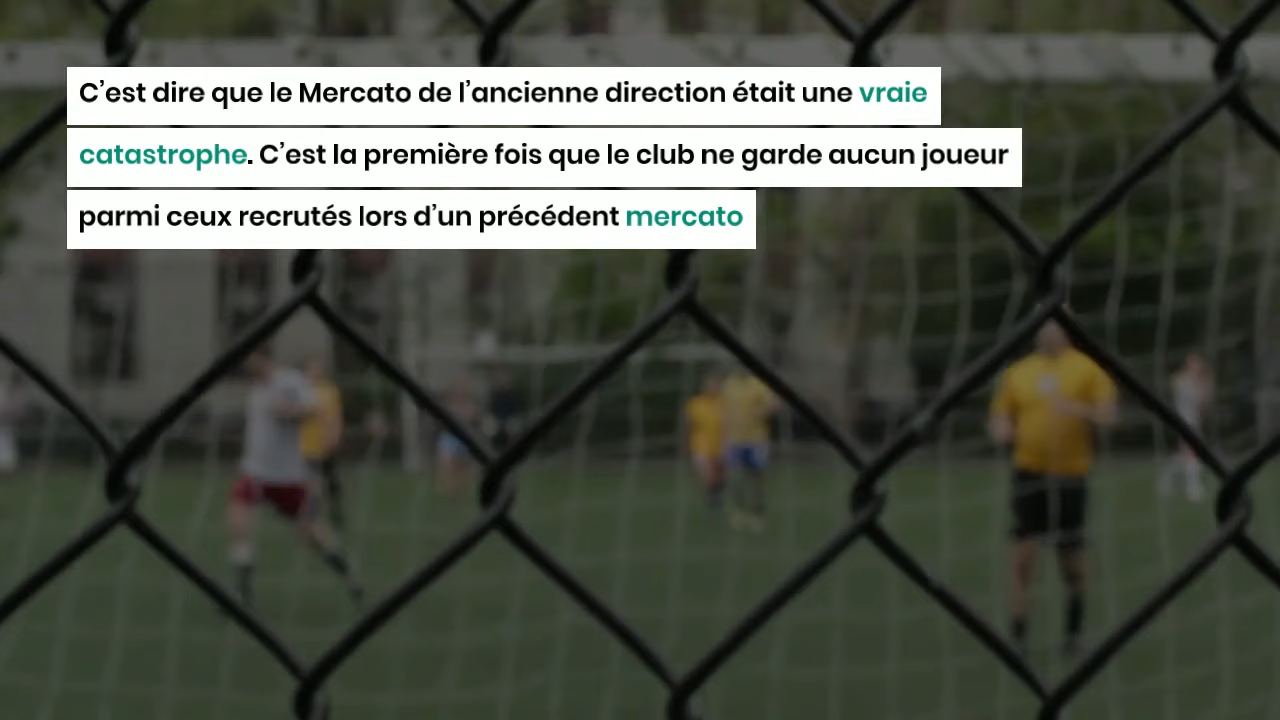 C’est dire que le Mercato de l’ancienne direction était une vraie
catastrophe. C’est la première fois que le club ne garde aucun joueur
parmi ceux recrutés lors d’un précédent mercato